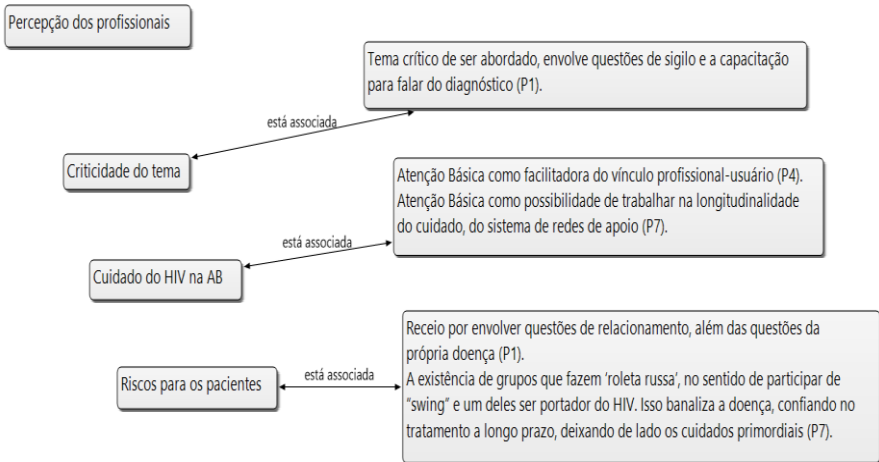 Percepção dos profissionais
Tema crítico de ser abordado, envolve questões de sigilo e a capacitação
para falar do diagnóstico (P1).
está associada
Criticidade do tema
Atenção Básica como facilitadora do vínculo profissional-usuário (P4).
Atenção Básica como possibilidade de trabalhar na longitudinalidade
do cuidado, do sistema de redes de apoio (P7).
está associada
Cuidado do HIV na AB
Receio por envolver questões de relacionamento, além das questões da
própria doença (P1).
A existência de grupos que fazem ‘roleta russa’, no sentido de participar de
“swing” e um deles ser portador do HIV. Isso banaliza a doença, confiando no
tratamento a longo prazo, deixando de lado os cuidados primordiais (P7).
está associada
Riscos para os pacientes